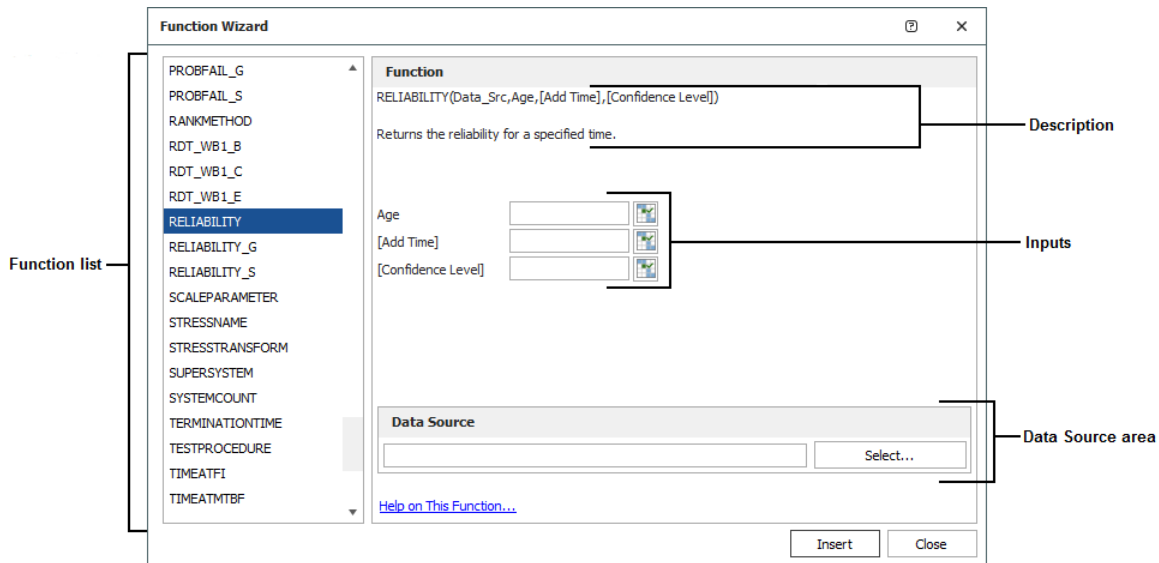 Function Wizard
Function list
PROBFAIL_G
PROBFAIL_S
RANKMETHOD
RDT_WB1_B
RDT_WB1_C
RDT_WB1_E
RELIABILITY
RELIABILITY_G
RELIABILITY_S
SCALEPARAMETER
STRESSNAME
STRESSTRANSFORM
SUPERSYSTEM
SYSTEMCOUNT
TERMINATIONTIME
TESTPROCEDURE
TIMEATFI
TIMEATMTBF
Function
RELIABILITY(Data_Src,Age,[Add Time],[Confidence Level])
Returns the reliability for a specified time.
Description
Age
[Add Time]
[Confidence Level]
Inputs
Data Source
Select...
Data Source area
Help on This Function...
Insert
Close